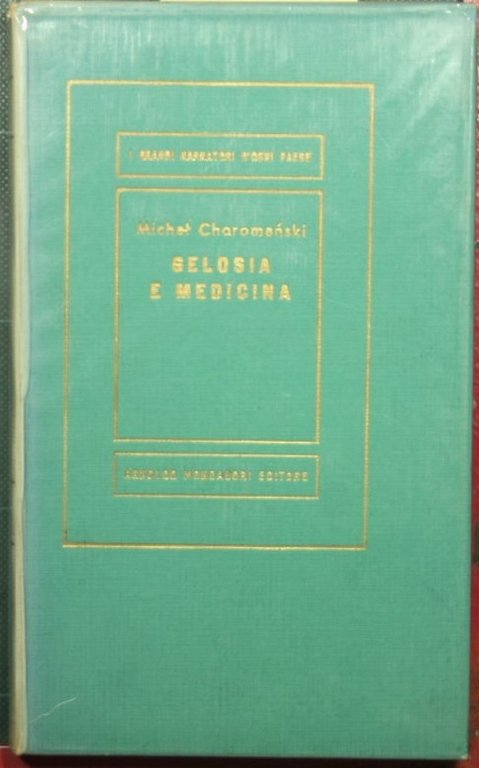 I GRANDI NARRATORI D'OGNI PAESE
Michał Choromański
GELOSIA
E MEDICINA
ARNOLDO MONDADORI EDITORE